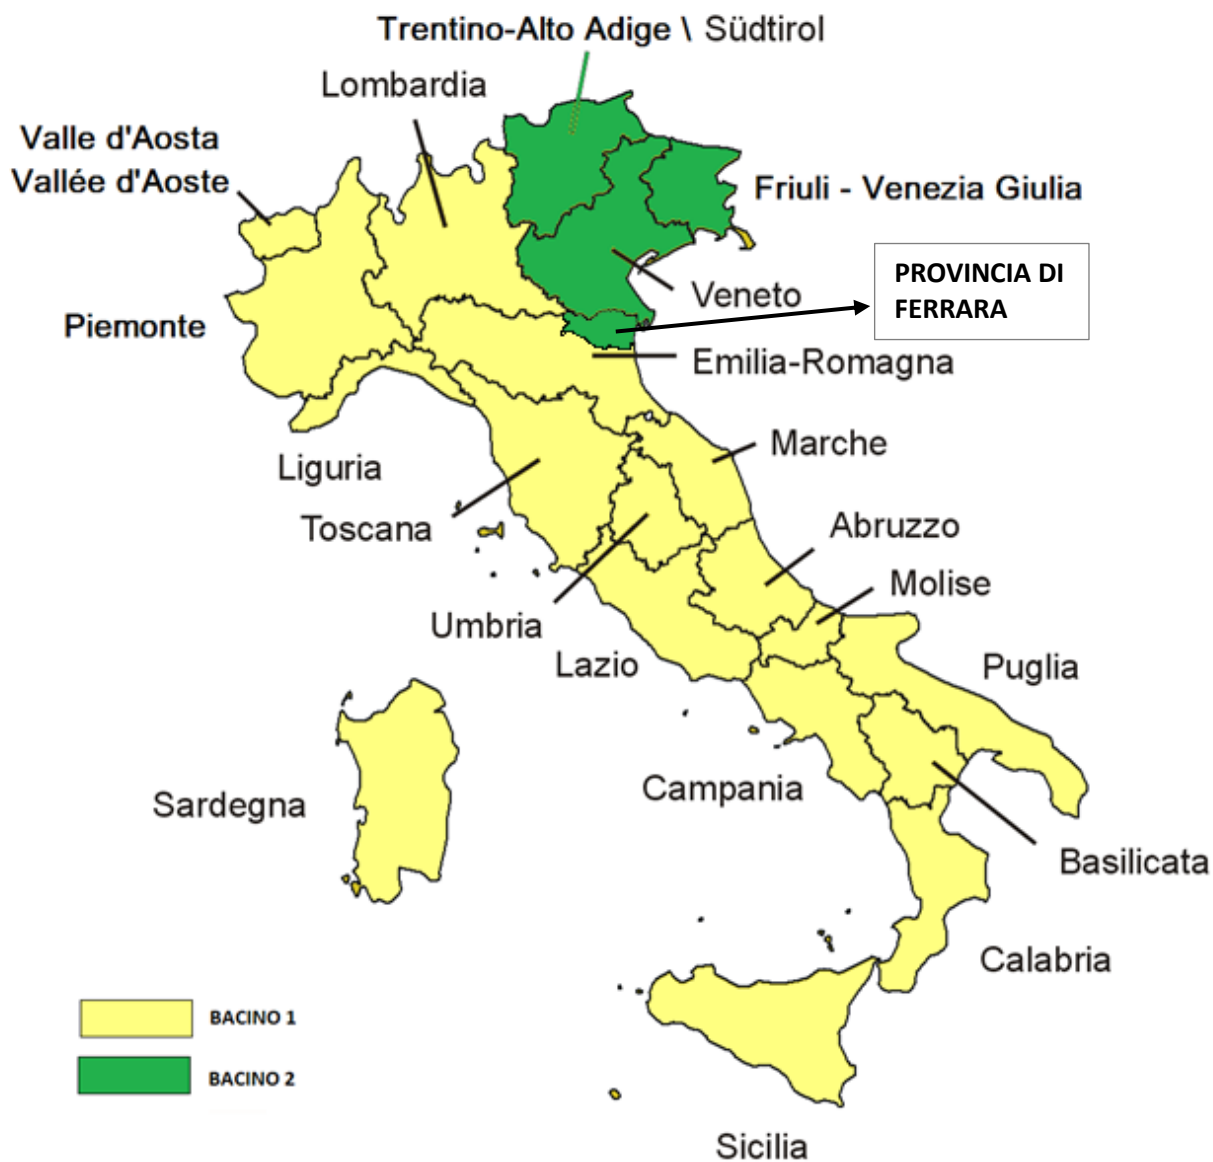 Trentino-Alto Adige \ Südtirol
Lombardia
Valle d'Aosta
Vallée d'Aoste
Friuli - Venezia Giulia
PROVINCIA DI
FERRARA
Veneto
Piemonte
Emilia-Romagna
Marche
Liguria
Toscana
Abruzzo
Molise
Umbria
Lazio
Puglia
Campania
Sardegna
Basilicata
Calabria
BACINO 1
BACINO 2
Sicilia